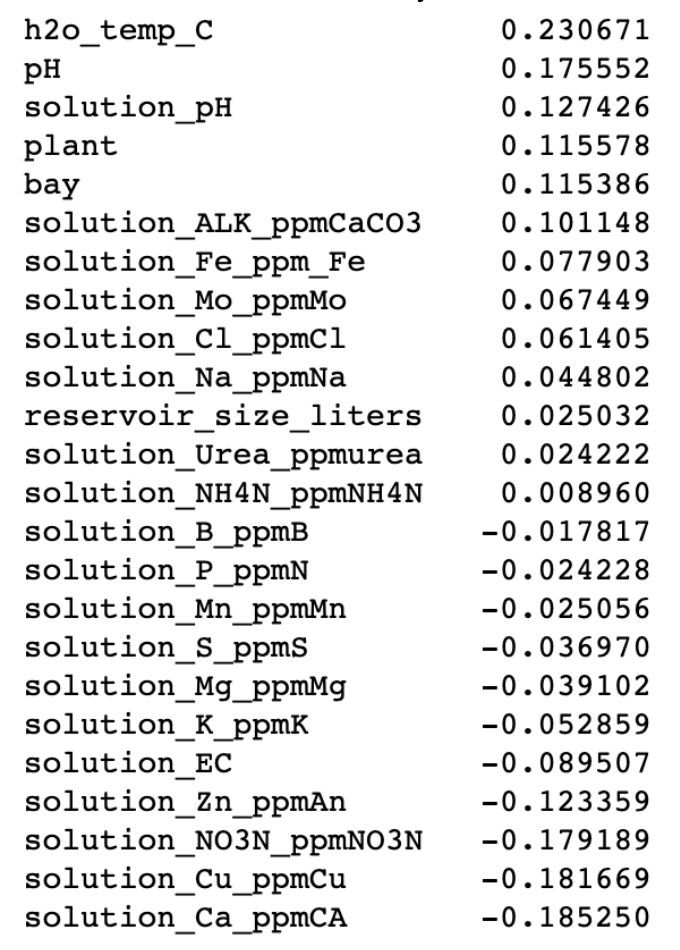 h2o_temp_C 0.230671
pH 0.175552
solution_pH 0.127426
plant 0.115578
bay 0.115386
solution_ALK_ppmCaCO3 0.101148
solution_Fe_ppm_Fe 0.077903
solution_Mo_ppmMo 0.067449
solution_Cl_ppmCl 0.061405
solution_Na_ppmNa 0.044802
reservoir_size_liters 0.025032
solution_Urea_ppmurea 0.024222
solution_NH4N_ppmNH4N 0.008960
solution_B_ppmB -0.017817
solution_P_ppmN -0.024228
solution_Mn_ppmMn -0.025056
solution_S_ppmS -0.036970
solution_Mg_ppmMg -0.039102
solution_K_ppmK -0.052859
solution_EC -0.089507
solution_Zn_ppmAn -0.123359
solution_NO3N_ppmNO3N -0.179189
solution_Cu_ppmCu -0.181669
solution_Ca_ppmCA -0.185250